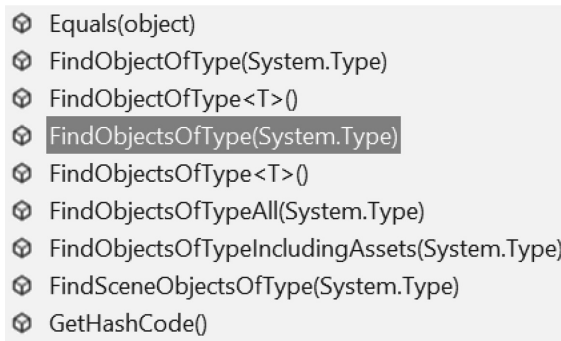 Equals(object)
FindObjectOfType(System.Type)
FindObjectOfType<T>()
FindObjectsOfType(System.Type)
FindObjectsOfType<T>()
FindObjectsOfTypeAll(System.Type)
FindObjectsOfTypeIncludingAssets(System.Type)
FindSceneObjectsOfType(System.Type)
GetHashCode()